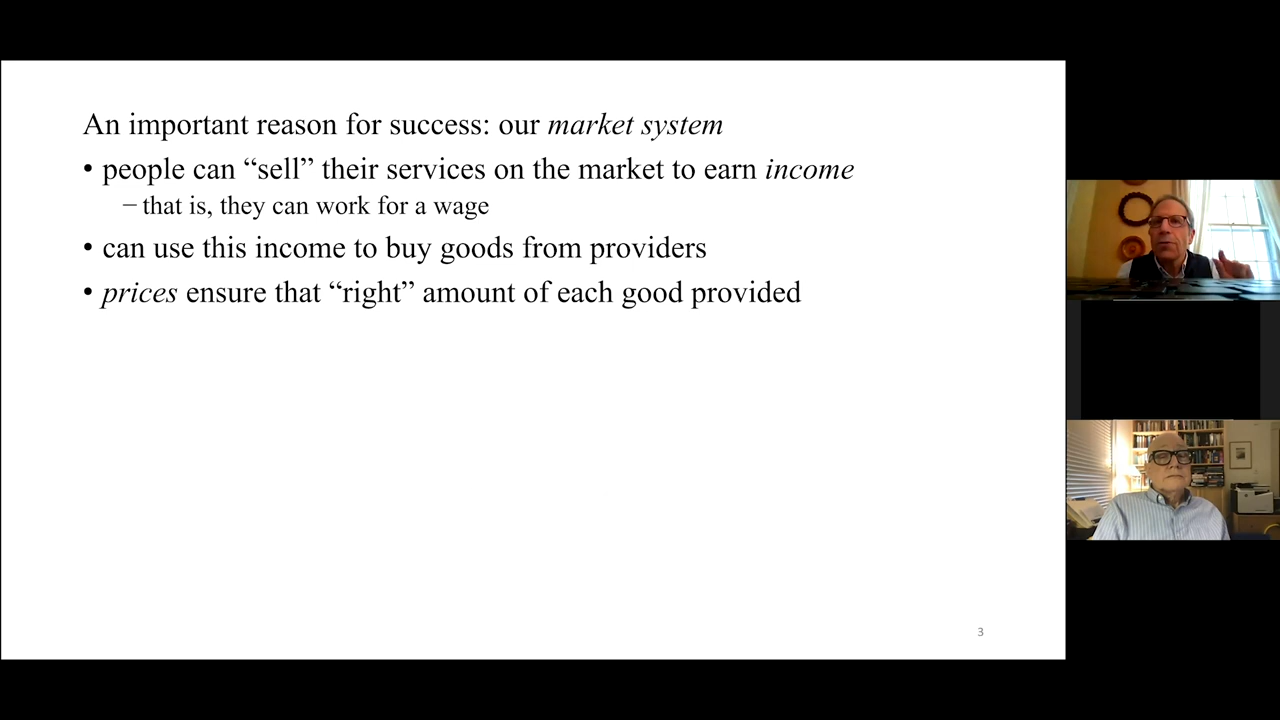 An important reason for success: our market system
• people can “sell” their services on the market to earn income
– that is, they can work for a wage
• can use this income to buy goods from providers
• prices ensure that “right” amount of each good provided
3